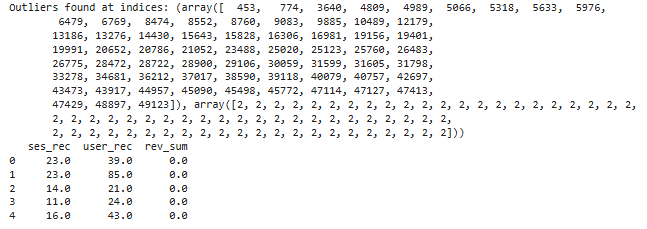 Outliers found at indices: (array([  453,   774,  3640,  4809,  4989,  5066,  5318,  5633,  5976,
        6479,  6769,  8474,  8552,  8760,  9083,  9885, 10489, 12179,
       13186, 13276, 14430, 15643, 15828, 16306, 16981, 19156, 19401,
       19991, 20652, 20786, 21052, 23488, 25020, 25123, 25760, 26483,
       26775, 28472, 28722, 28900, 29106, 30059, 31599, 31605, 31798,
       33278, 34681, 36212, 37017, 38590, 39118, 40079, 40757, 42697,
       43473, 43917, 44957, 45090, 45498, 45772, 47114, 47127, 47413,
       47429, 48897, 49123]), array([2, 2, 2, 2, 2, 2, 2, 2, 2, 2, 2, 2, 2, 2, 2, 2, 2, 2, 2, 2, 2, 2,
       2, 2, 2, 2, 2, 2, 2, 2, 2, 2, 2, 2, 2, 2, 2, 2, 2, 2, 2, 2, 2, 2,
       2, 2, 2, 2, 2, 2, 2, 2, 2, 2, 2, 2, 2, 2, 2, 2, 2, 2, 2, 2, 2, 2]))
   ses_rec  user_rec  rev_sum
0     23.0      39.0      0.0
1     23.0      85.0      0.0
2     14.0      21.0      0.0
3     11.0      24.0      0.0
4     16.0      43.0      0.0